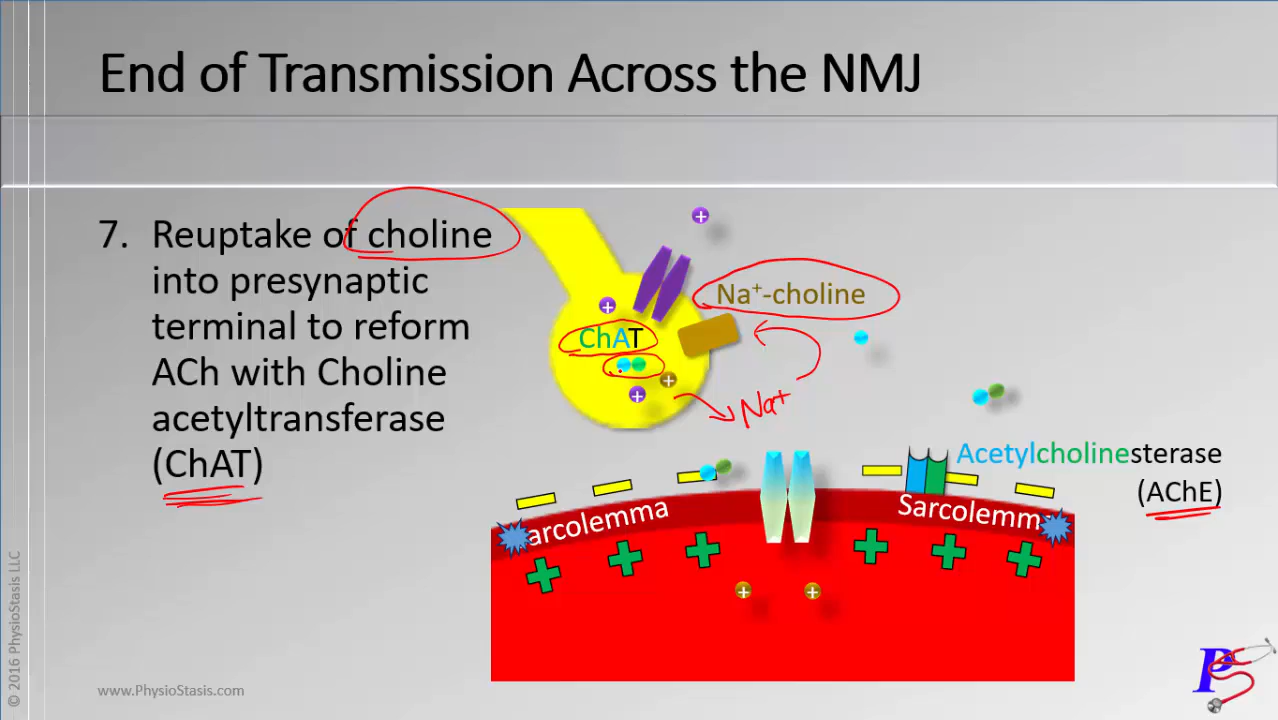 End of Transmission Across the NMJ
7. Reuptake of choline
into presynaptic
terminal to reform
ACh with Choline
acetyltransferase
(ChAT)
Na+-choline
ChAT
Na+
Acetylcholinesterase
(AChE)
arcolemma
Sarcolemm
© 2016 PhysioStasis LLC
www.PhysioStasis.com
PS